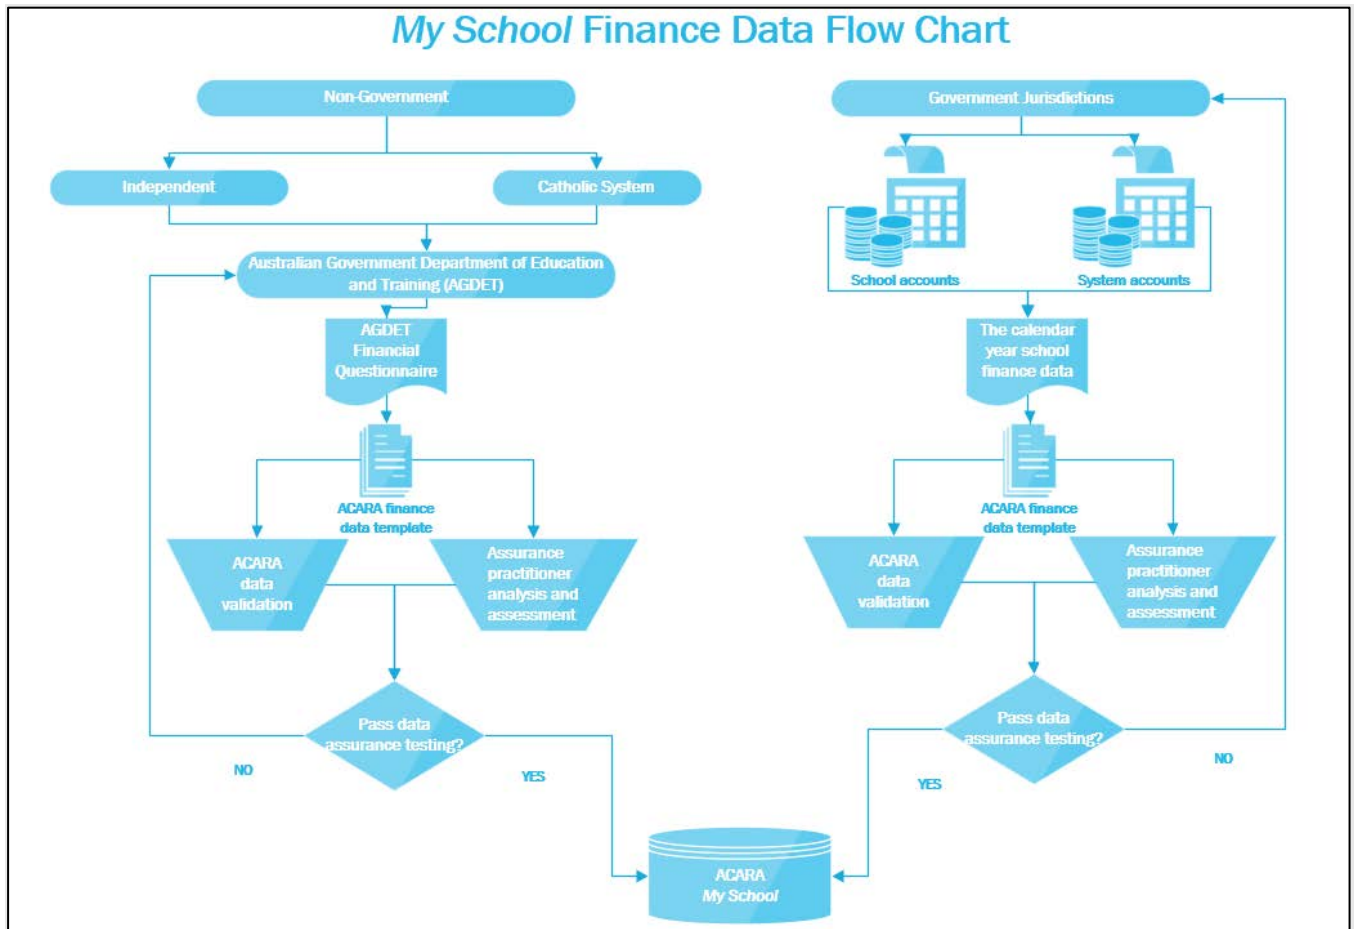 My School Finance Data Flow Chart
Non-Government
Independent
Catholic System
Australian Government Department of Education
and Training (AGDET)
AGDET
Financial
Questionnaire
ACARA finance
data template
ACARA
data
validation
Assurance
practitioner
analysis and
assessment
Pass data
assurance testing?
NO
YES
Government Jurisdictions
School accounts
System accounts
The calendar
year school
finance data
ACARA finance
data template
ACARA
data
validation
Assurance
practitioner
analysis and
assessment
Pass data
assurance testing?
YES
NO
ACARA
My School